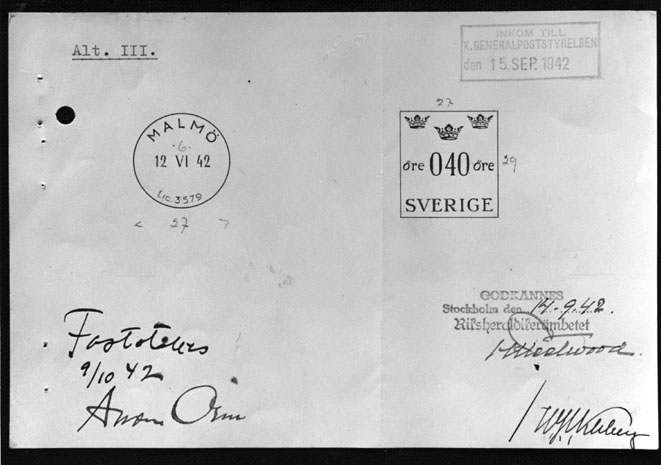 Alt. III.
INKOM TILL
K. GENERALPOSTSTYRELSEN
den 15. SEP. 1942
MALMÖ
·6·
12 VI 42
Lic. 3579
< 27 >
27
öre 040 öre
29
SVERIGE
GODKÄNNES
Stockholm den 14.-9.42.
Riksheraldikerämbetet
Fastställes
9/10 42